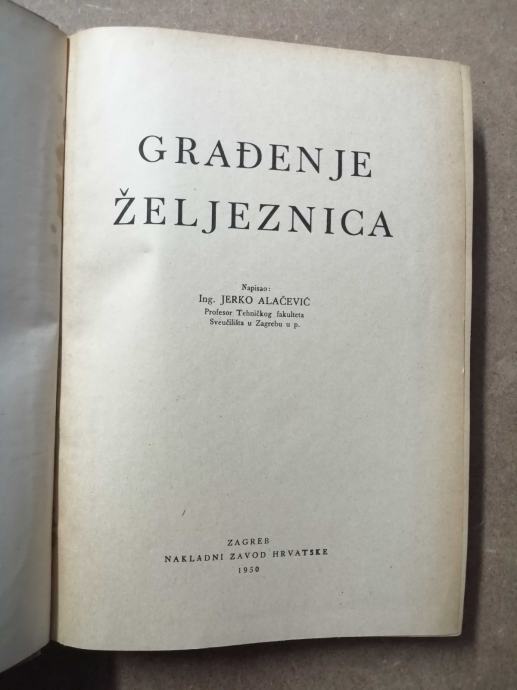 GRAĐENJE
ŽELJEZNICA
Napisao:
Ing. JERKO ALAČEVIĆ
Profesor Tehničkog fakulteta
Sveučilišta u Zagrebu u p.
ZAGREB
NAKLADNI ZAVOD HRVATSKE
1950